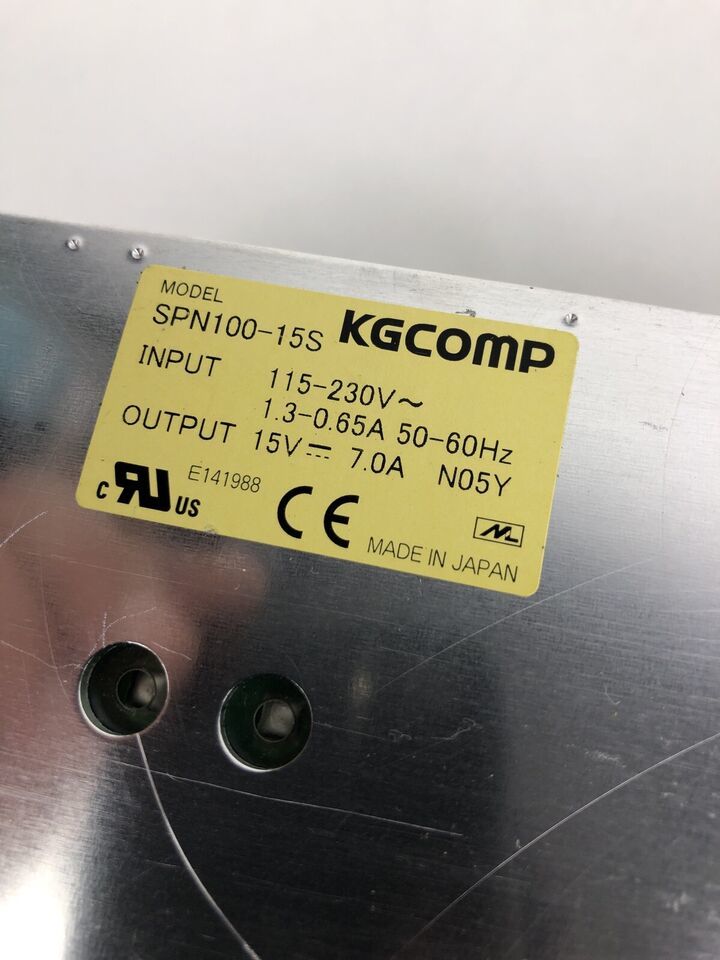 MODEL
SPN100-15S KGCOMP
INPUT 115-230V~
1.3-0.65A 50-60Hz
OUTPUT 15V⎓ 7.0A N05Y
c RU US E141988 CE
MADE IN JAPAN